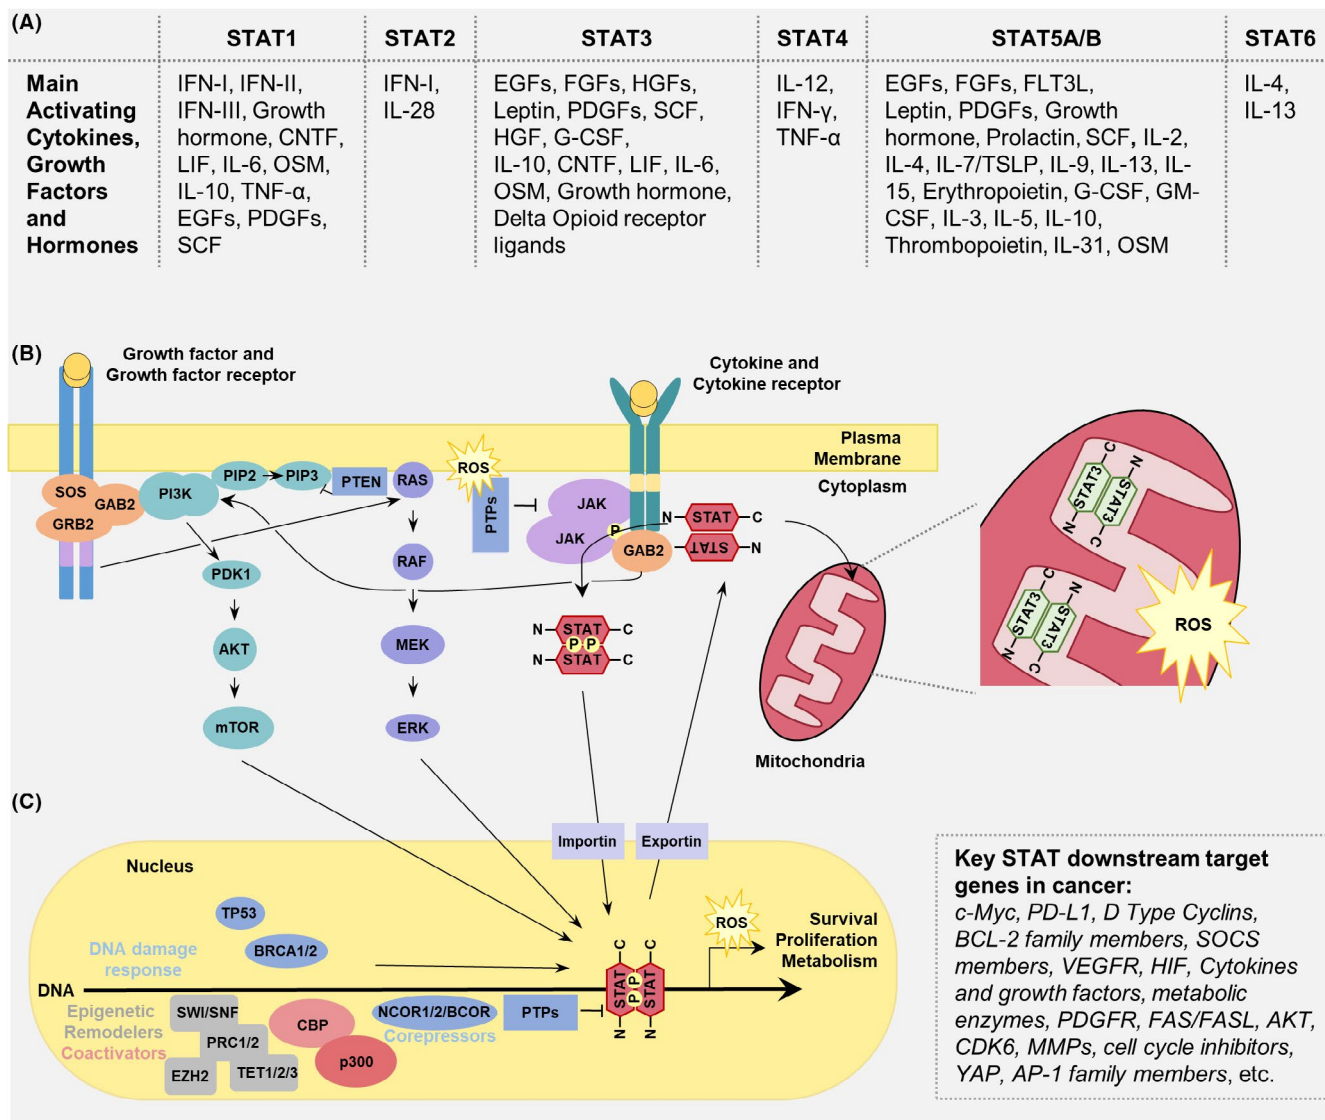 (A)
STAT1
STAT2
STAT3
STAT4
STAT5A/B
STAT6
Main
Activating
Cytokines,
Growth
Factors
and
Hormones
IFN-I, IFN-II,
IFN-III, Growth
hormone, CNTF,
LIF, IL-6, OSM,
IL-10, TNF-α,
EGFs, PDGFs,
SCF
IFN-I,
IL-28
EGFs, FGFs, HGFs,
Leptin, PDGFs, SCF,
HGF, G-CSF,
IL-10, CNTF, LIF, IL-6,
OSM, Growth hormone,
Delta Opioid receptor
ligands
IL-12,
IFN-γ,
TNF-α
EGFs, FGFs, FLT3L,
Leptin, PDGFs, Growth
hormone, Prolactin, SCF, IL-2,
IL-4, IL-7/TSLP, IL-9, IL-13, IL-
15, Erythropoietin, G-CSF, GM-
CSF, IL-3, IL-5, IL-10,
Thrombopoietin, IL-31, OSM
IL-4,
IL-13
(B)
Growth factor and
Growth factor receptor
Cytokine and
Cytokine receptor
Plasma
Membrane
Cytoplasm
SOS
GAB2
GRB2
PI3K
PIP2
PIP3
PTEN
RAS
ROS
PTPs
JAK
JAK
P
GAB2
N
STAT
C
STAT
N
PDK1
RAF
AKT
MEK
mTOR
ERK
N
STAT
C
P P
N
STAT
C
Mitochondria
C
N
STAT3
STAT3
N
C
C
N
STAT3
STAT3
N
C
ROS
(C)
Importin
Exportin
Nucleus
TP53
BRCA1/2
DNA damage
response
DNA
Epigenetic
Remodelers
Coactivators
SWI/SNF
PRC1/2
EZH2
TET1/2/3
CBP
p300
NCOR1/2/BCOR
Corepressors
PTPs
C
C
STAT
P P
P P
STAT
N
N
ROS
Survival
Proliferation
Metabolism
Key STAT downstream target
genes in cancer:
c-Myc, PD-L1, D Type Cyclins,
BCL-2 family members, SOCS
members, VEGFR, HIF, Cytokines
and growth factors, metabolic
enzymes, PDGFR, FAS/FASL, AKT,
CDK6, MMPs, cell cycle inhibitors,
YAP, AP-1 family members, etc.